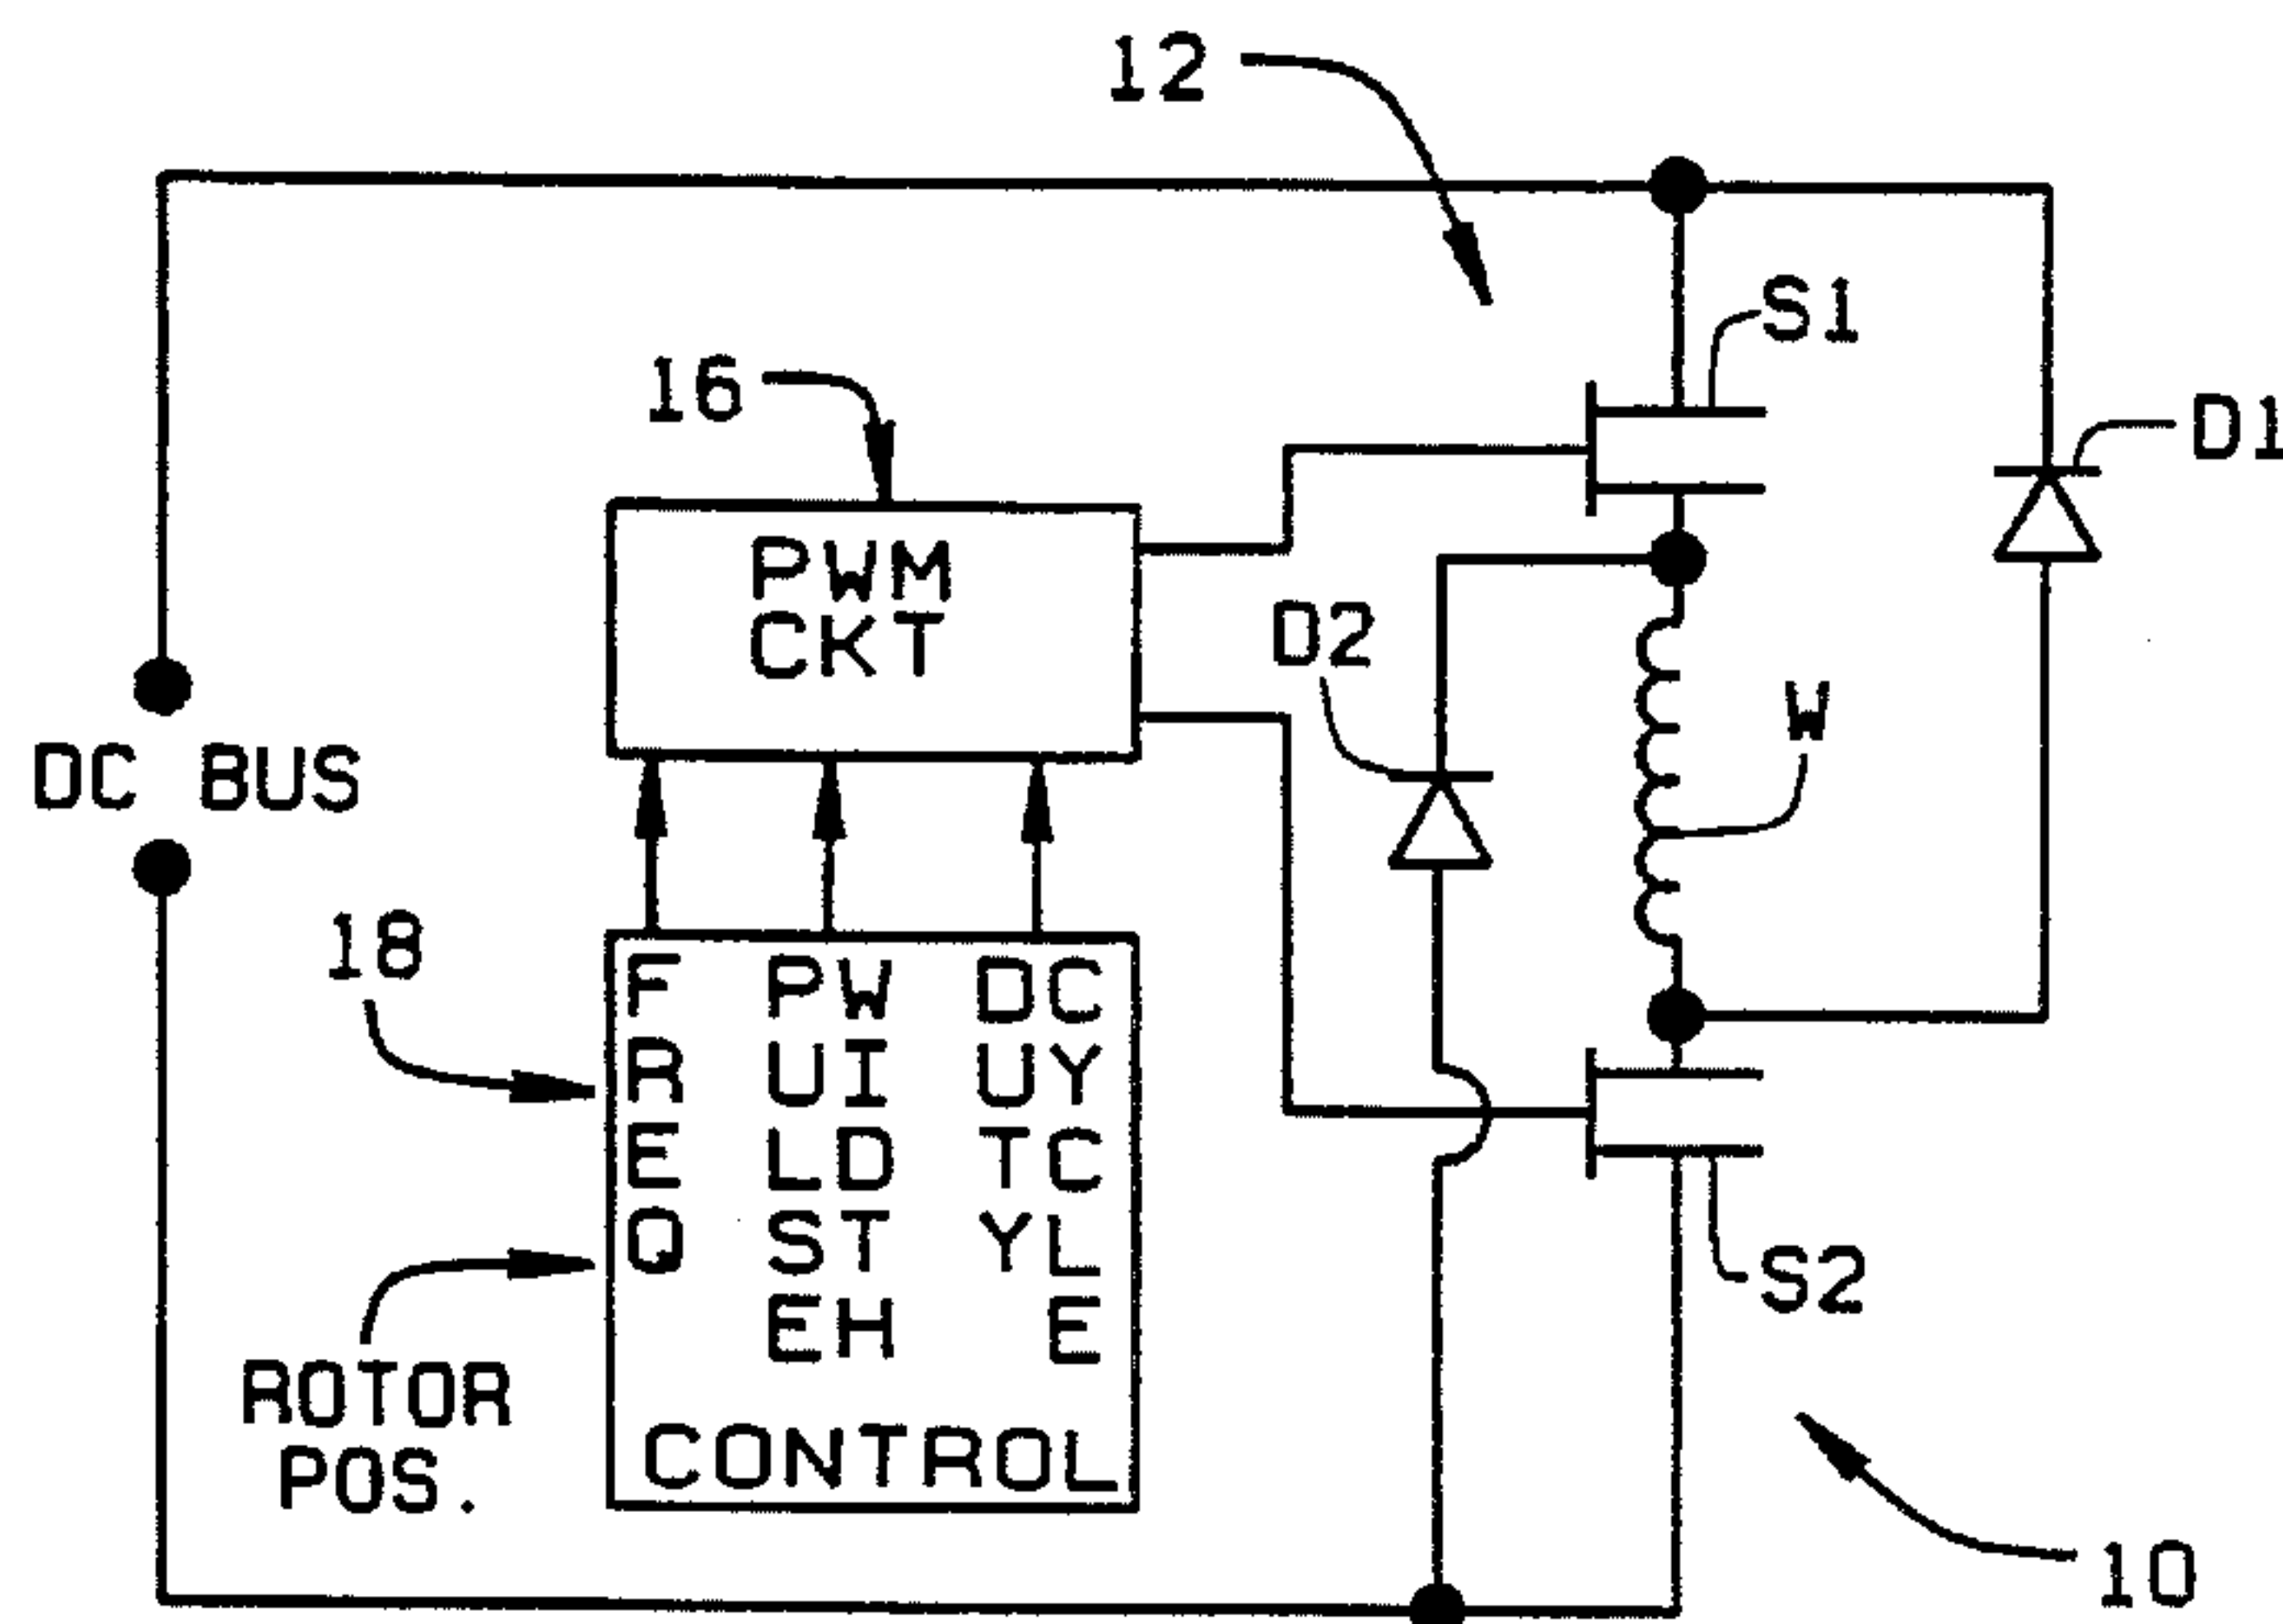 12
S1
16
D1
PWM
CKT
D2
W
DC BUS
18
F PW DC
R UI UY
E LD TC
Q ST YL
EH E
S2
ROTOR
POS.
CONTROL
10